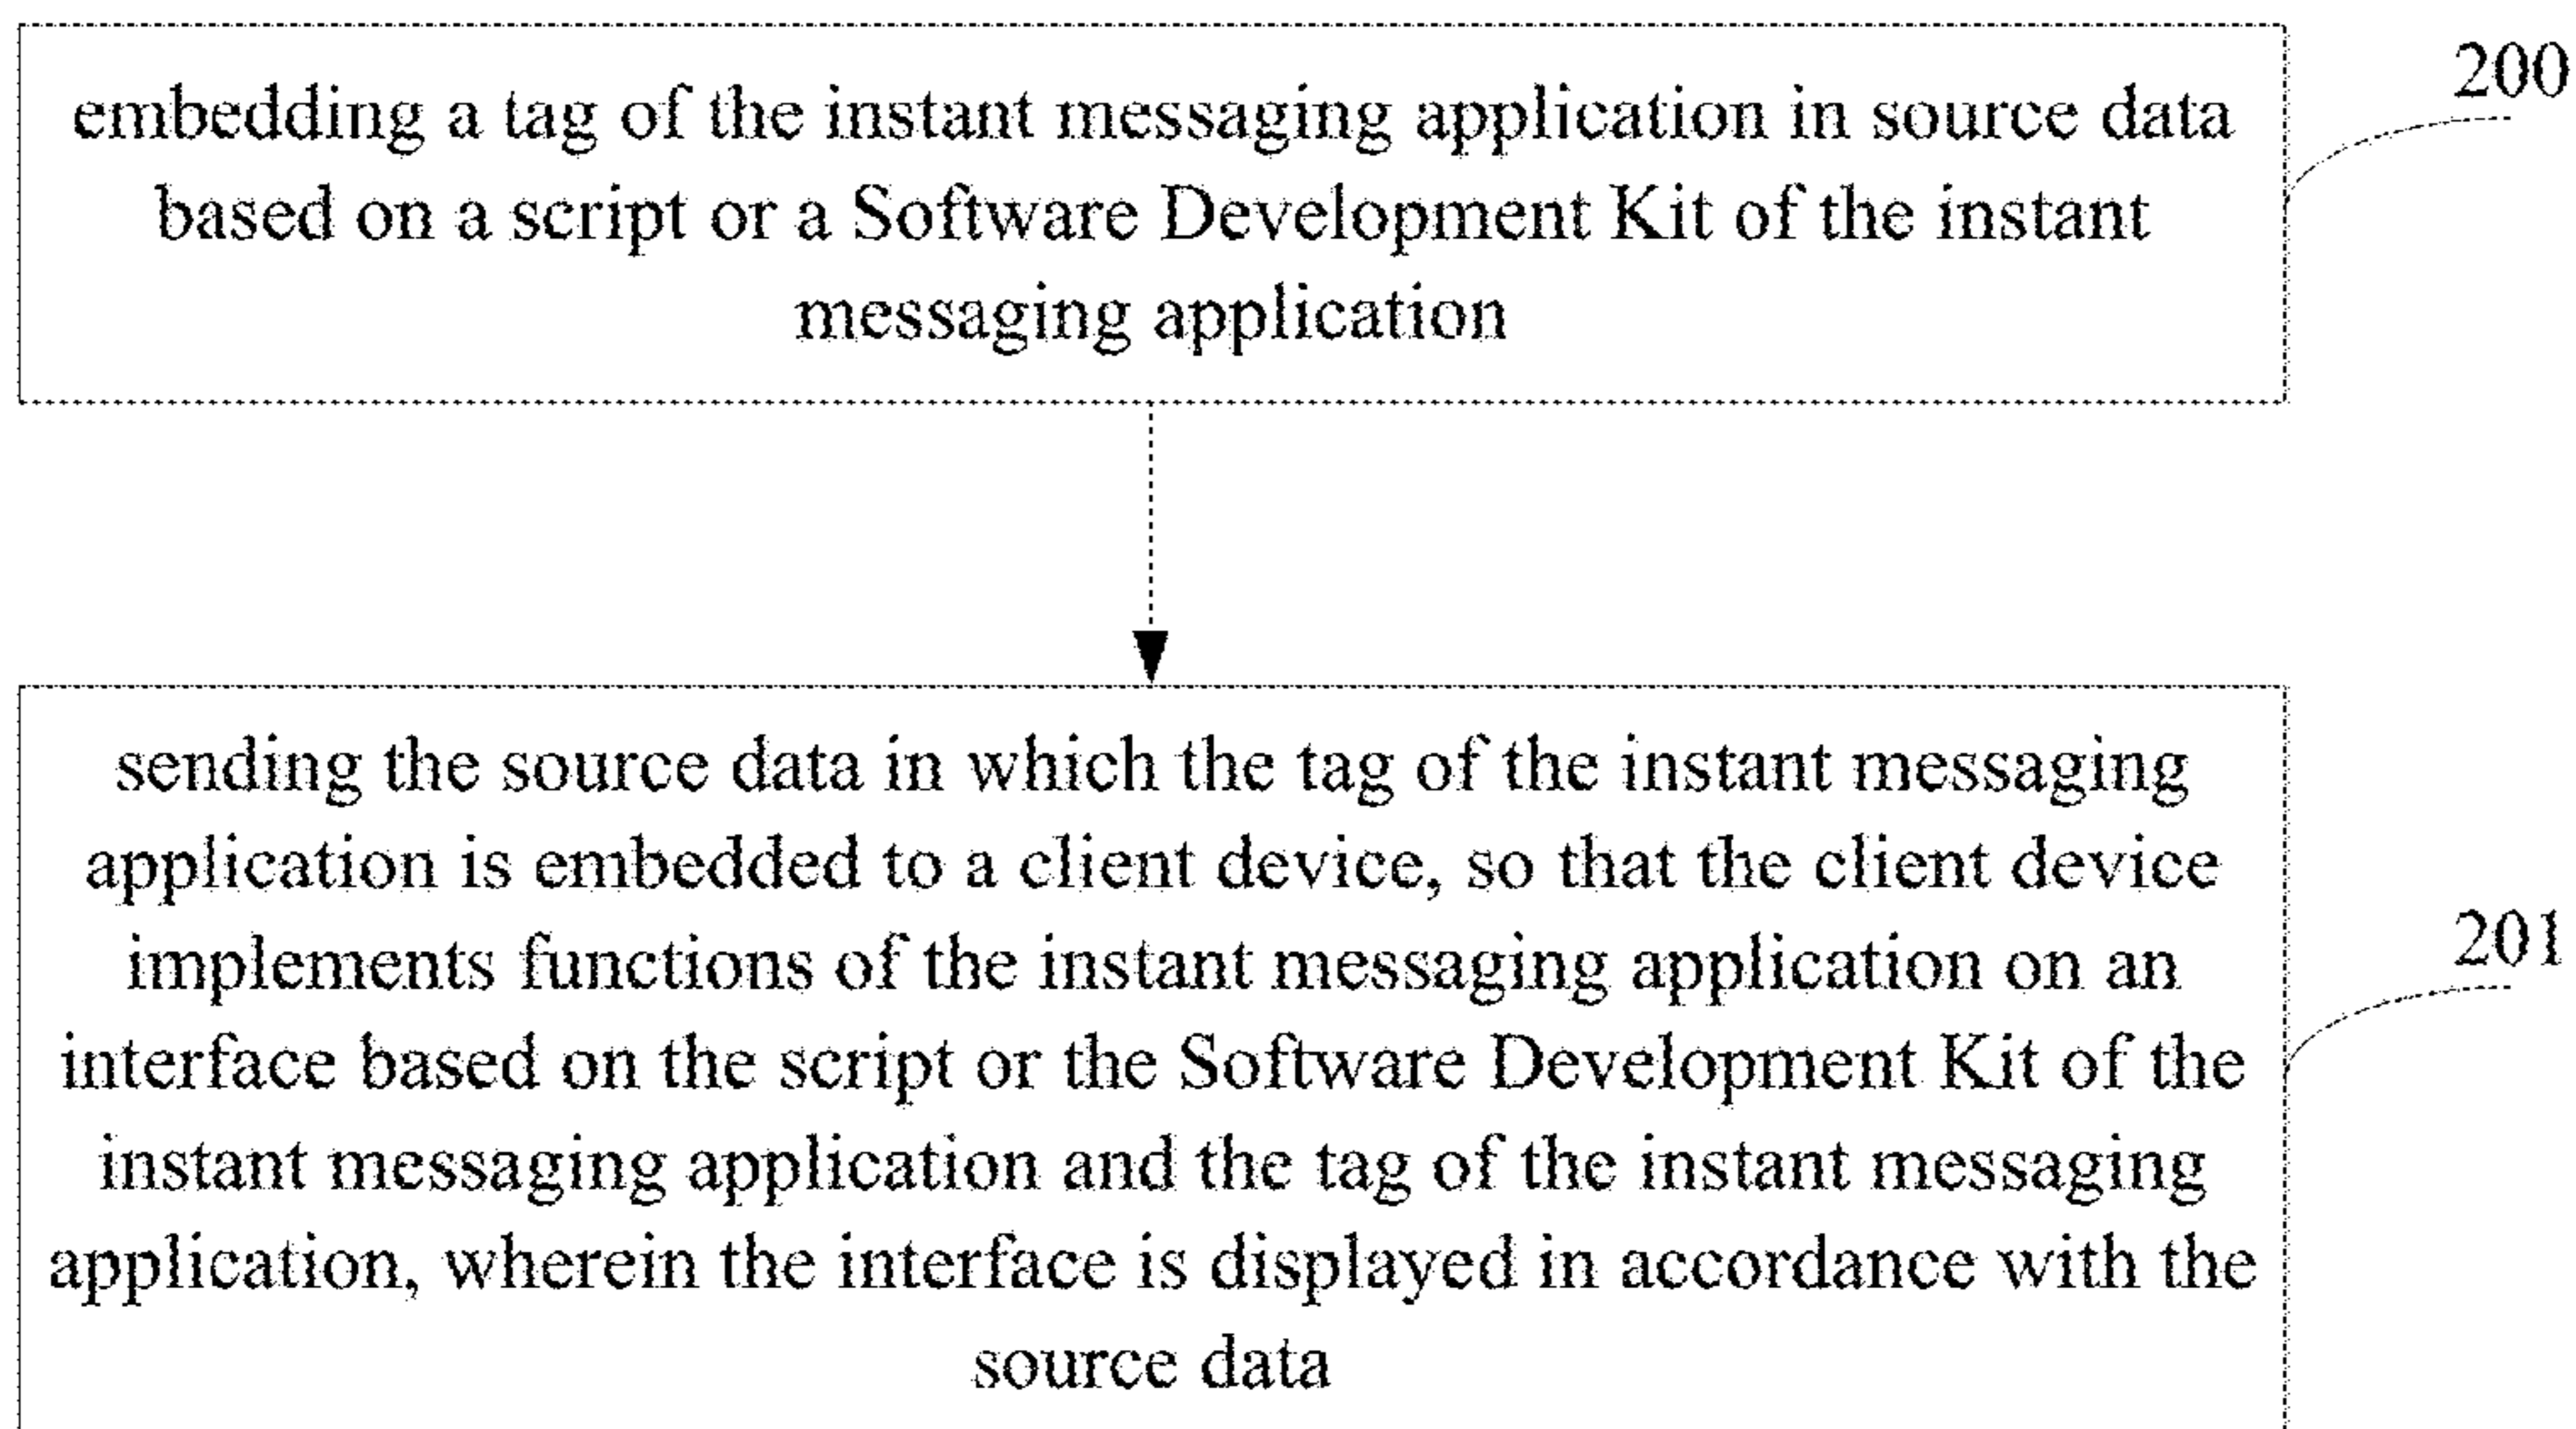 200
embedding a tag of the instant messaging application in source data
based on a script or a Software Development Kit of the instant
messaging application
sending the source data in which the tag of the instant messaging
application is embedded to a client device, so that the client device
implements functions of the instant messaging application on an
201
interface based on the script or the Software Development Kit of the
instant messaging application and the tag of the instant messaging
application, wherein the interface is displayed in accordance with the
source data